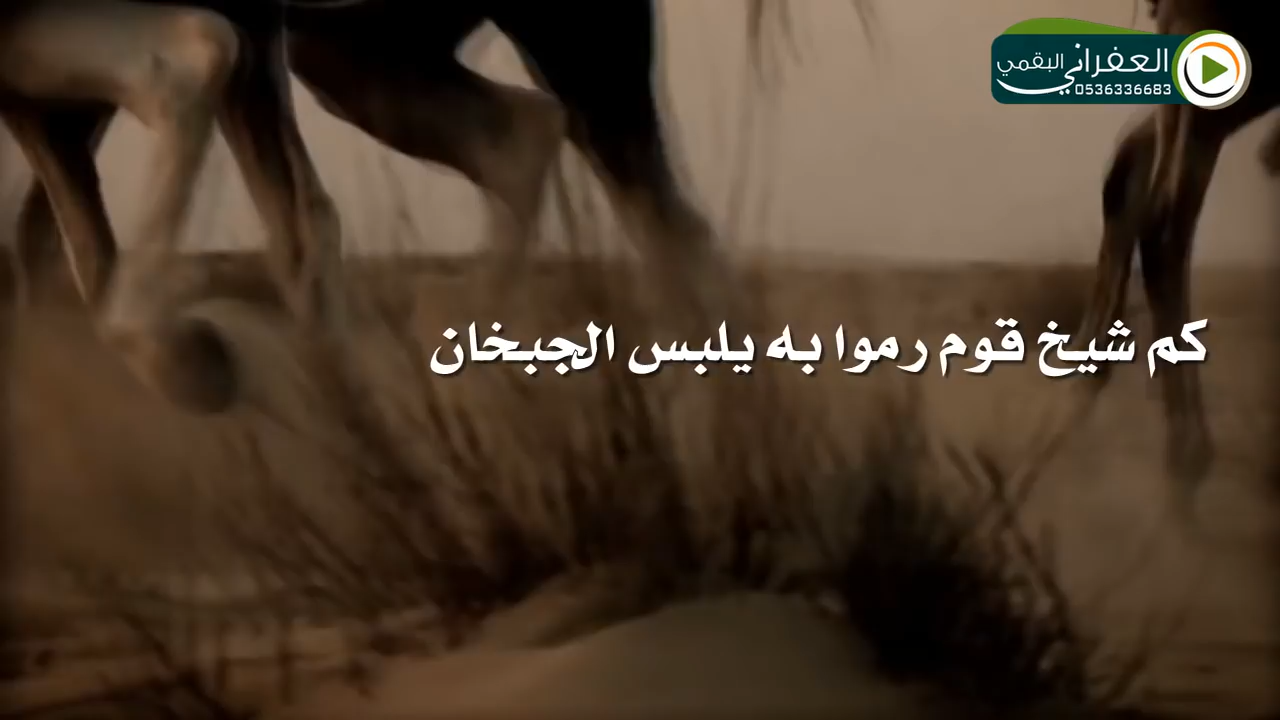 العفراني البقمي
0536336683
كم شيخ قوم رموا به يلبس الجبخان